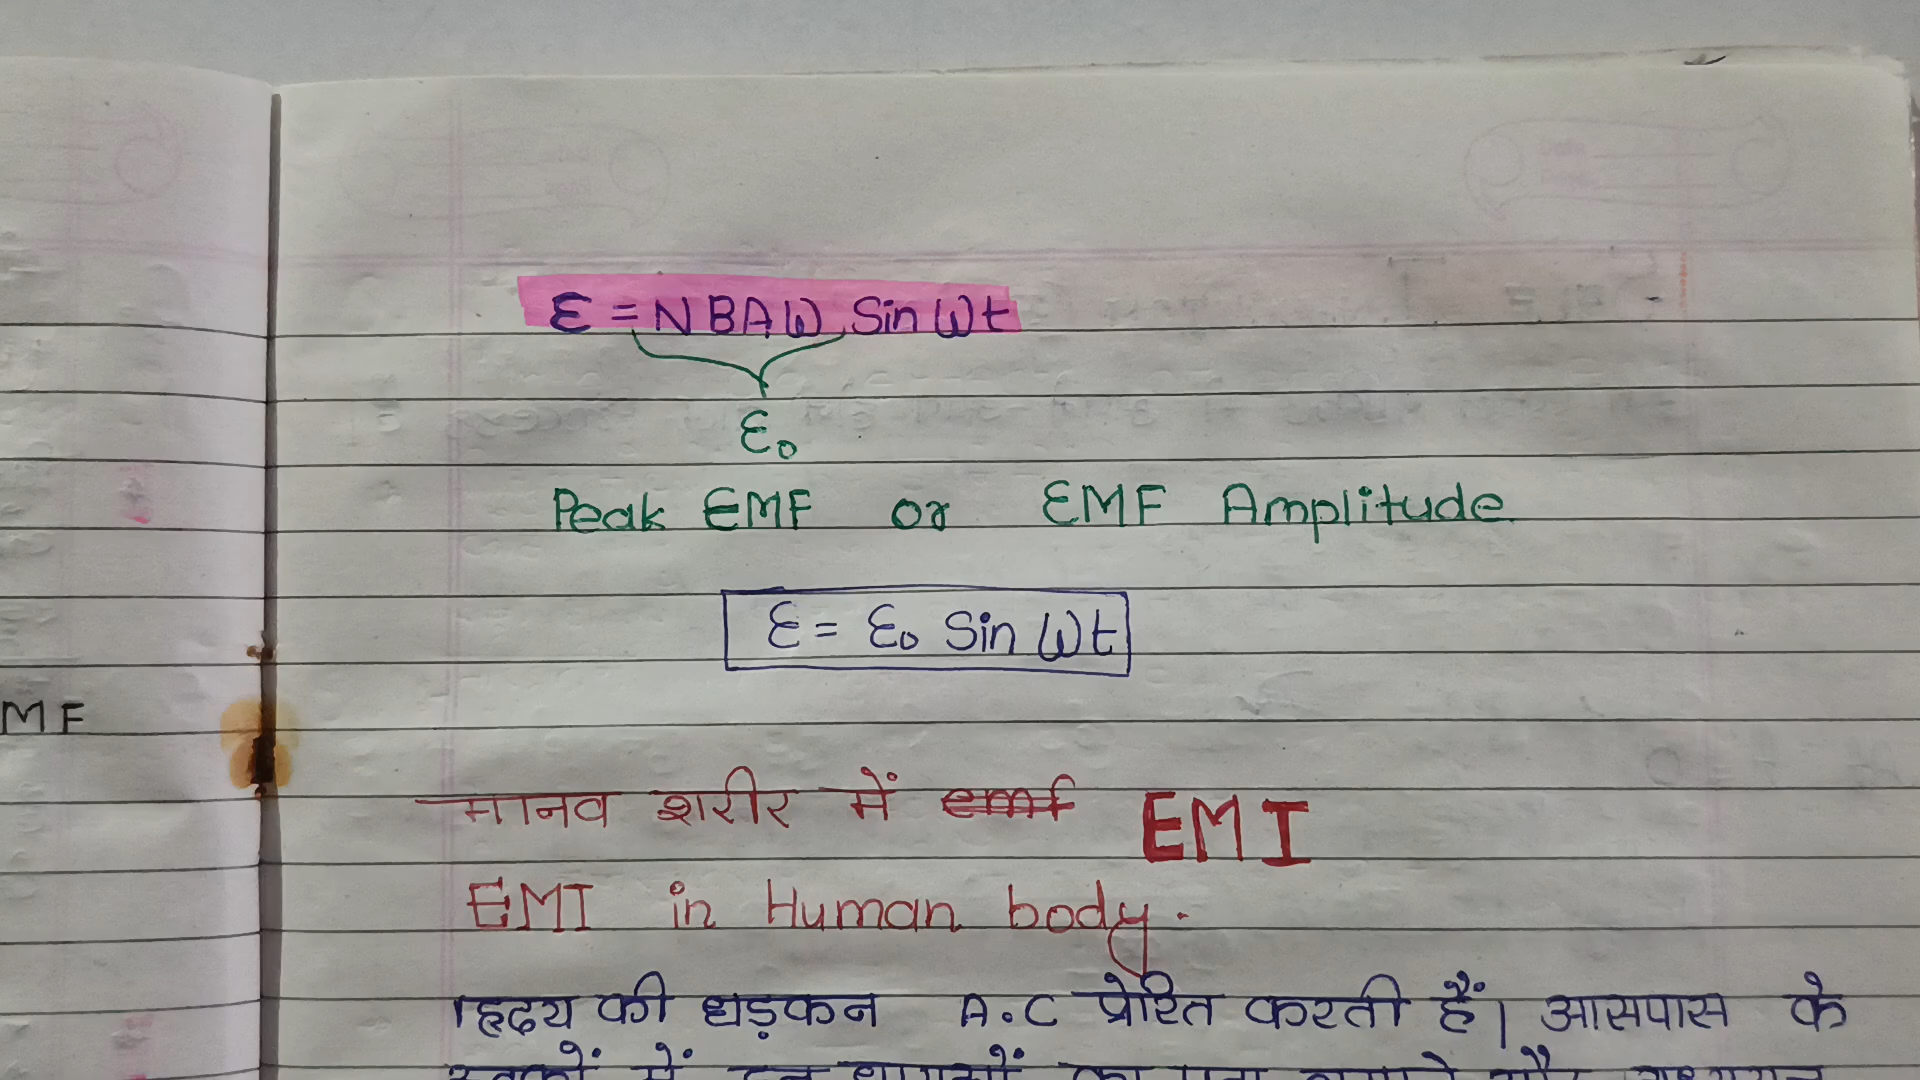 ε = NBAω Sin ωt
ε₀
Peak EMF or EMF Amplitude
ε = ε₀ Sin ωt
MF
मानव शरीर में emf EMI
EMI in Human body.
हृदय की धड़कन A.C प्रेरित करती हैं। आसपास के